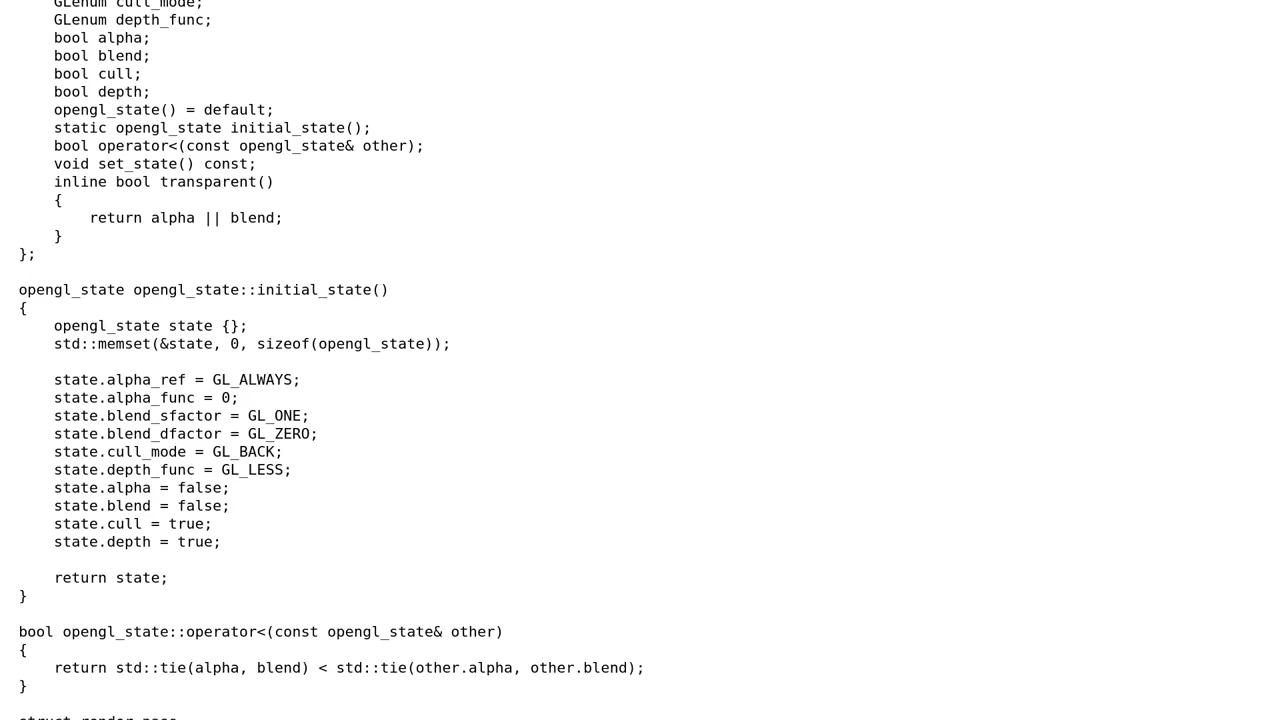 GLenum cull_mode;
    GLenum depth_func;
    bool alpha;
    bool blend;
    bool cull;
    bool depth;
    opengl_state() = default;
    static opengl_state initial_state();
    bool operator<(const opengl_state& other);
    void set_state() const;
    inline bool transparent()
    {
        return alpha || blend;
    }
};

opengl_state opengl_state::initial_state()
{
    opengl_state state {};
    std::memset(&state, 0, sizeof(opengl_state));

    state.alpha_ref = GL_ALWAYS;
    state.alpha_func = 0;
    state.blend_sfactor = GL_ONE;
    state.blend_dfactor = GL_ZERO;
    state.cull_mode = GL_BACK;
    state.depth_func = GL_LESS;
    state.alpha = false;
    state.blend = false;
    state.cull = true;
    state.depth = true;

    return state;
}

bool opengl_state::operator<(const opengl_state& other)
{
    return std::tie(alpha, blend) < std::tie(other.alpha, other.blend);
}

struct render_pass